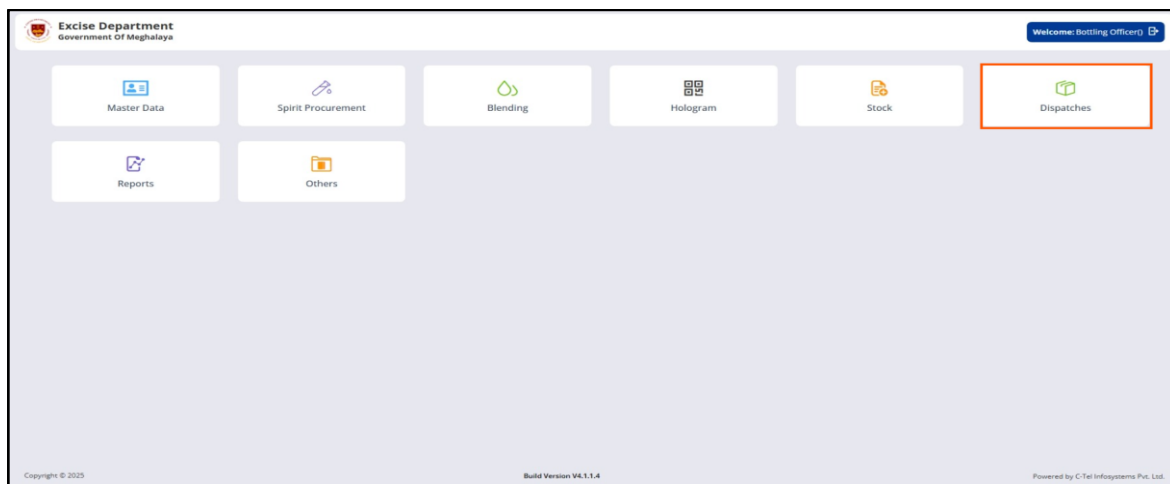 Excise Department
Government Of Meghalaya
Welcome: Bottling Officer()
Master Data
Spirit Procurement
Blending
Hologram
Stock
Dispatches
Reports
Others
Copyright © 2025
Build Version V4.1.1.4
Powered by C-Tel Infosystems Pvt. Ltd.